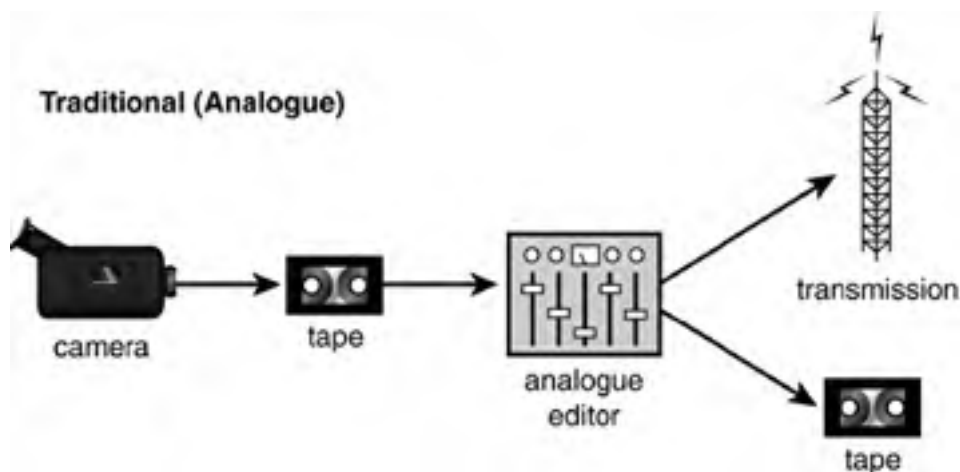 Traditional (Analogue)
camera
tape
analogue
editor
transmission
tape